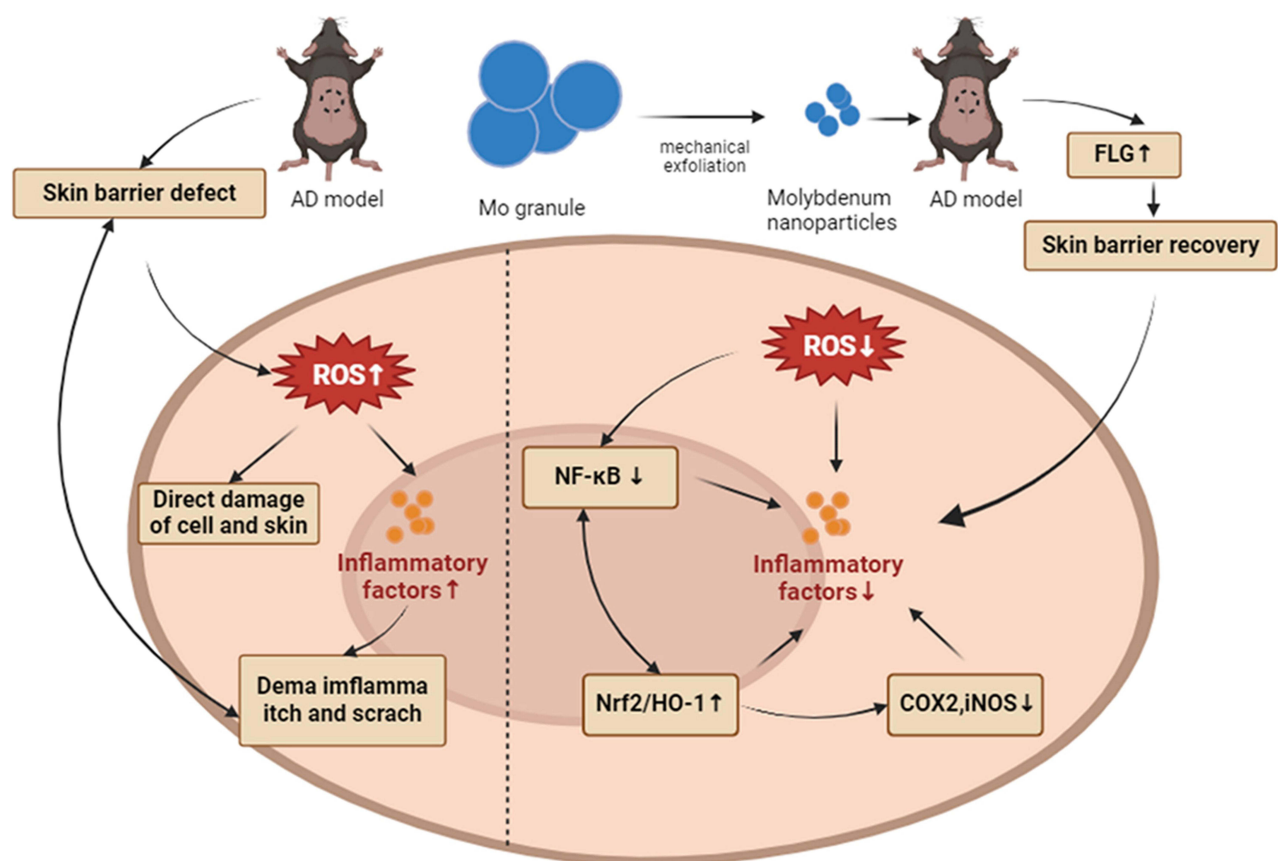 AD model
Mo granule
mechanical
exfoliation
Molybdenum
nanoparticles
AD model
FLG↑
Skin barrier defect
Skin barrier recovery
ROS↑
Direct damage
of cell and skin
Inflammatory
factors↑
Dema imflamma
itch and scrach
ROS↓
NF-κB ↓
Inflammatory
factors↓
Nrf2/HO-1↑
COX2,iNOS↓